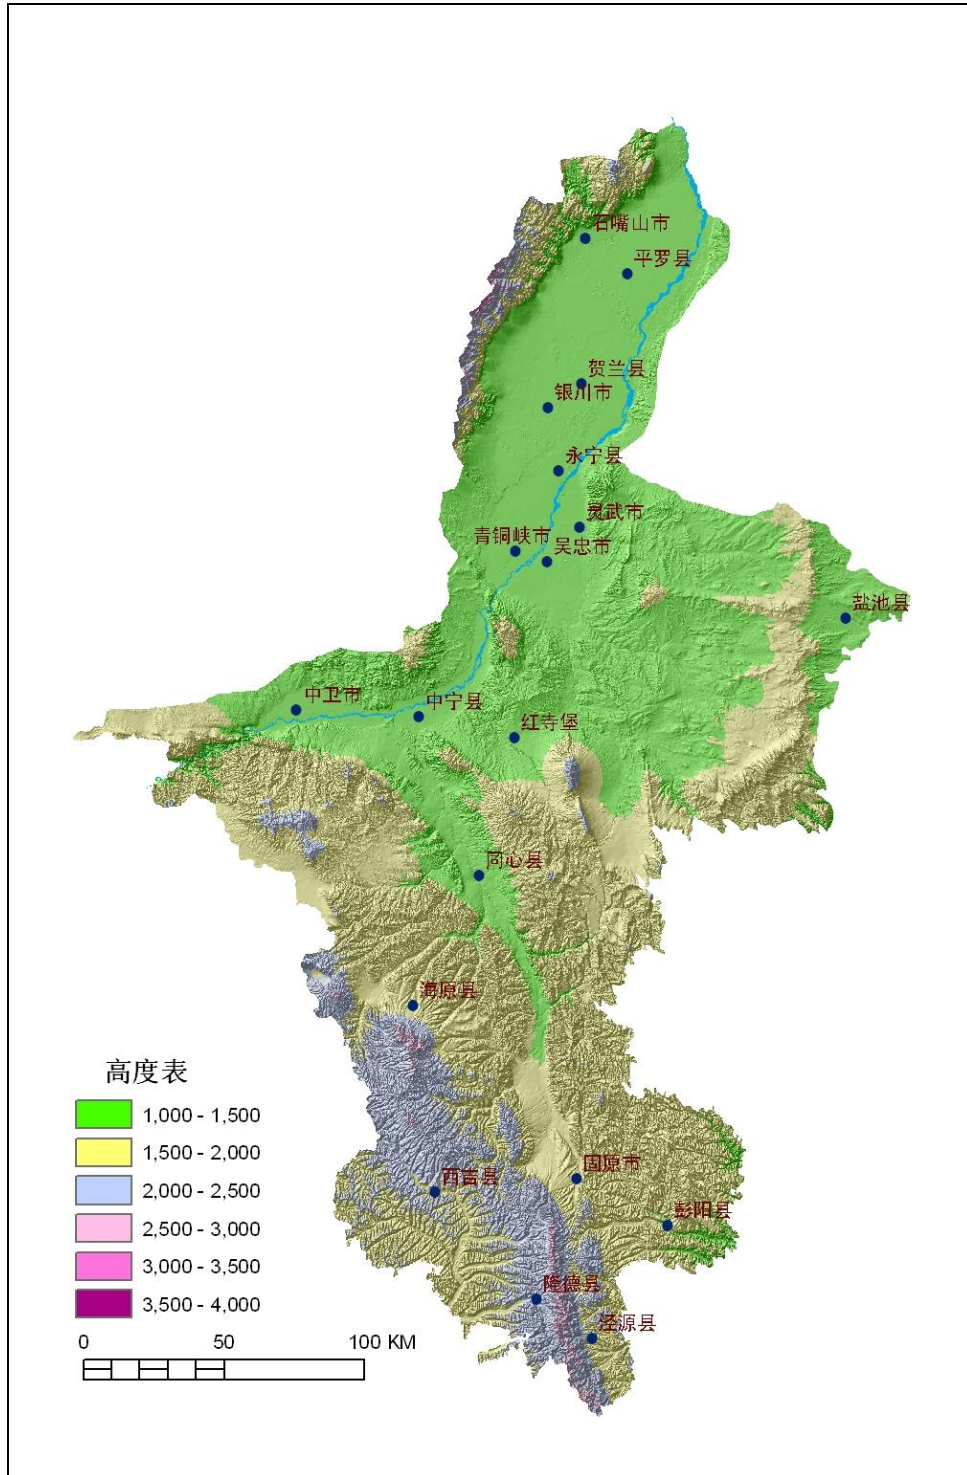 石嘴山市
平罗县
贺兰县
银川市
永宁县
灵武市
青铜峡市
吴忠市
盐池县
中卫市
中宁县
红寺堡
同心县
海原县
高度表
1,000 - 1,500
1,500 - 2,000
2,000 - 2,500
2,500 - 3,000
3,000 - 3,500
3,500 - 4,000
固原市
西吉县
彭阳县
隆德县
泾源县
0 50 100 KM